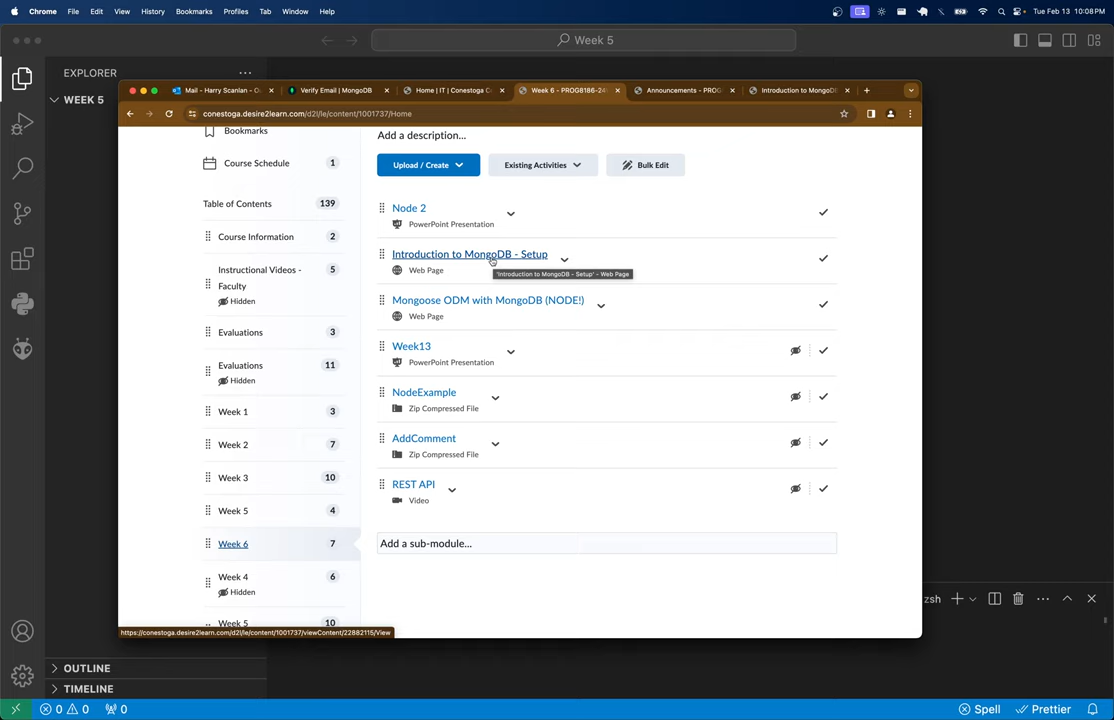 Chrome File Edit View History Bookmarks Profiles Tab Window Help Tue Feb 13 10:08 PM
Week 5
EXPLORER
WEEK 5
Mail - Harry Scanlan - Ou
Verify Email | MongoDB
Home | IT | Conestoga C
Week 6 - PROG8186-24
Announcements - PROG
Introduction to MongoDB
conestoga.desire2learn.com/d2l/le/content/1001737/Home
Bookmarks
Course Schedule 1
Table of Contents 139
Course Information 2
Instructional Videos - 5
Faculty
Hidden
Evaluations 3
Evaluations 11
Hidden
Week 1 3
Week 2 7
Week 3 10
Week 5 4
Week 6 7
Week 4 6
Hidden
Week 5 10
Add a description...
Upload / Create Existing Activities Bulk Edit
Node 2
PowerPoint Presentation
Introduction to MongoDB - Setup
Web Page
'Introduction to MongoDB - Setup' - Web Page
Mongoose ODM with MongoDB (NODE!)
Web Page
Week13
PowerPoint Presentation
NodeExample
Zip Compressed File
AddComment
Zip Compressed File
REST API
Video
Add a sub-module...
https://conestoga.desire2learn.com/d2l/le/content/1001737/viewContent/22882115/View
zsh
OUTLINE
TIMELINE
0 0 0 Spell Prettier